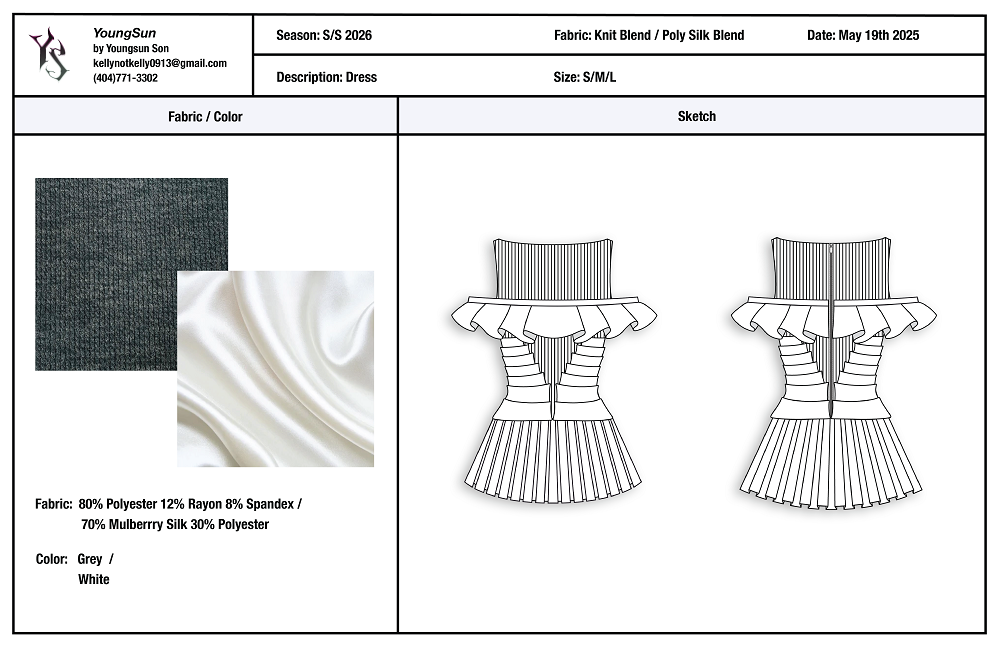 YS
YoungSun
by Youngsun Son
kellynotkelly0913@gmail.com
(404)771-3302
Season: S/S 2026
Fabric: Knit Blend / Poly Silk Blend
Date: May 19th 2025
Description: Dress
Size: S/M/L
Fabric / Color
Sketch
Fabric: 80% Polyester 12% Rayon 8% Spandex /
70% Mulberrry Silk 30% Polyester
Color: Grey /
White